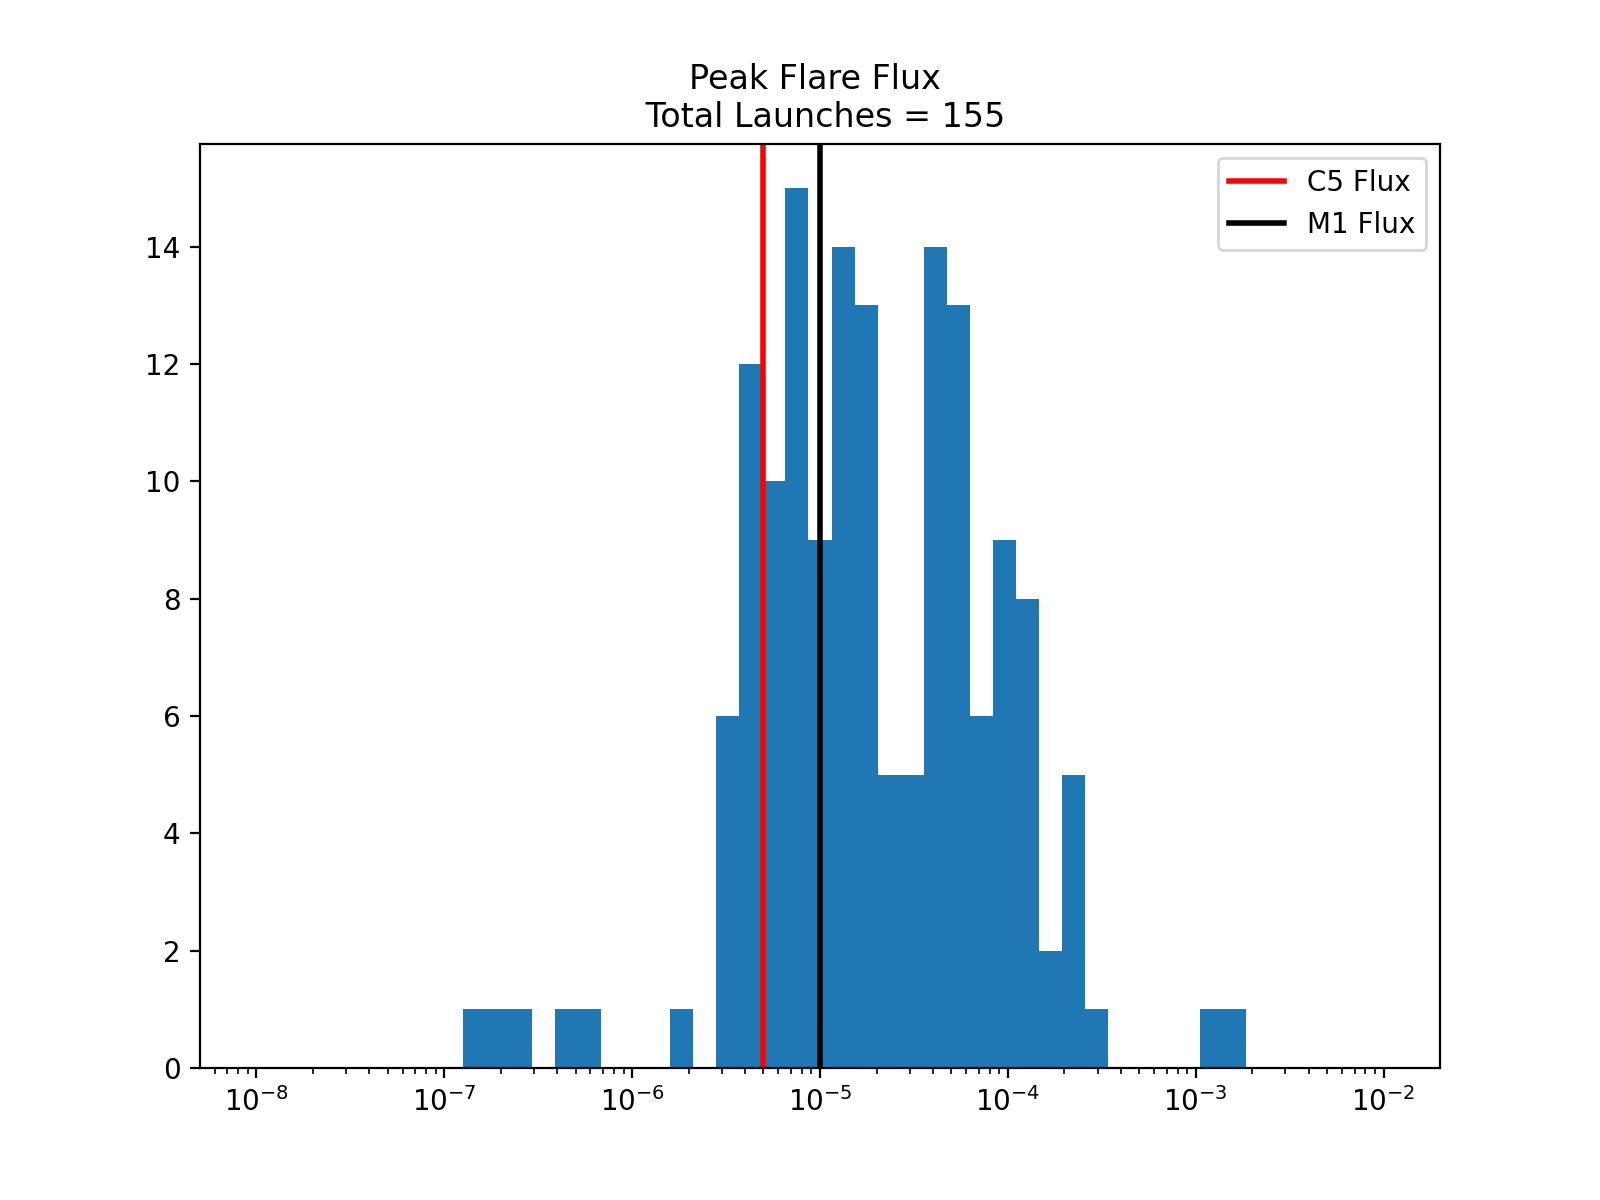 Peak Flare Flux
Total Launches = 155
C5 Flux
M1 Flux
14
12
10
8
6
4
2
0
10⁻⁸ 10⁻⁷ 10⁻⁶ 10⁻⁵ 10⁻⁴ 10⁻³ 10⁻²